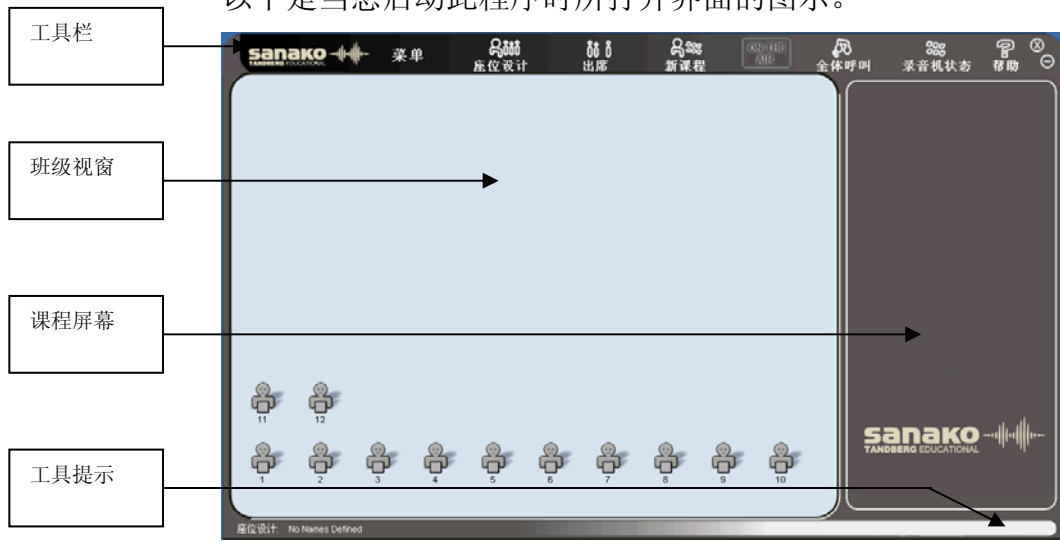 以下是当您启动此程序时所打开界面的图示。
工具栏
班级视窗
课程屏幕
工具提示
sanako
TANDBERG EDUCATIONAL
菜单
座位设计
出席
新课程
ON THE AIR
全体呼叫
录音机状态
帮助
11 12
1 2 3 4 5 6 7 8 9 10
sanako
TANDBERG EDUCATIONAL
座位设计: No Names Defined